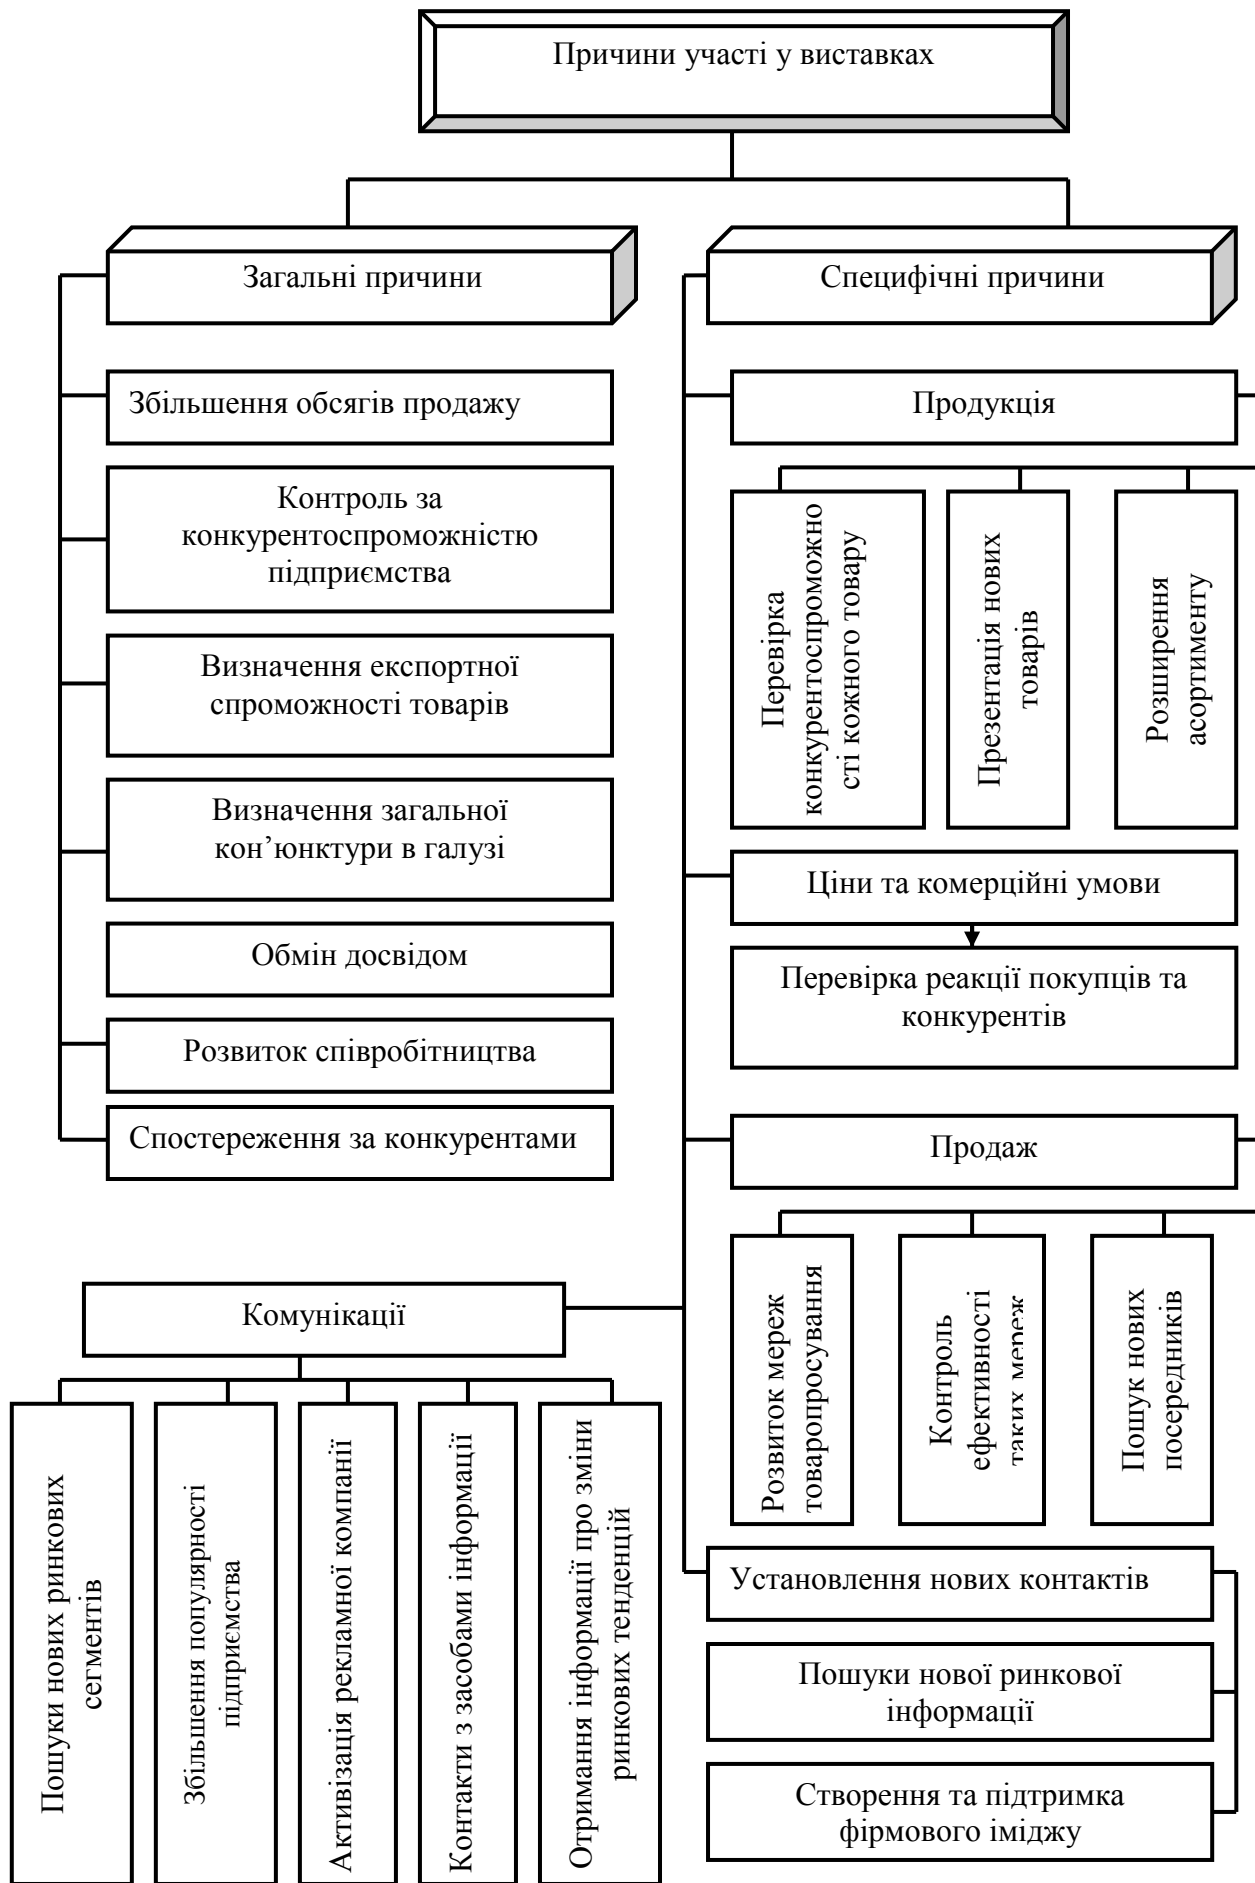 Причини участі у виставках
Загальні причини
Збільшення обсягів продажу
Контроль за
конкурентоспроможністю
підприємства
Визначення експортної
спроможності товарів
Визначення загальної
кон’юнктури в галузі
Обмін досвідом
Розвиток співробітництва
Спостереження за конкурентами
Специфічні причини
Продукція
Перевірка
конкурентоспроможно
сті кожного товару
Презентація нових
товарів
Розширення
асортименту
Ціни та комерційні умови
Перевірка реакції покупців та
конкурентів
Продаж
Розвиток мереж
товаропросування
Контроль
ефективності
таких мереж
Пошук нових
посередників
Комунікації
Пошуки нових ринкових
сегментів
Збільшення популярності
підприємства
Активізація рекламної компанії
Контакти з засобами інформації
Отримання інформації про зміни
ринкових тенденцій
Установлення нових контактів
Пошуки нової ринкової
інформації
Створення та підтримка
фірмового іміджу